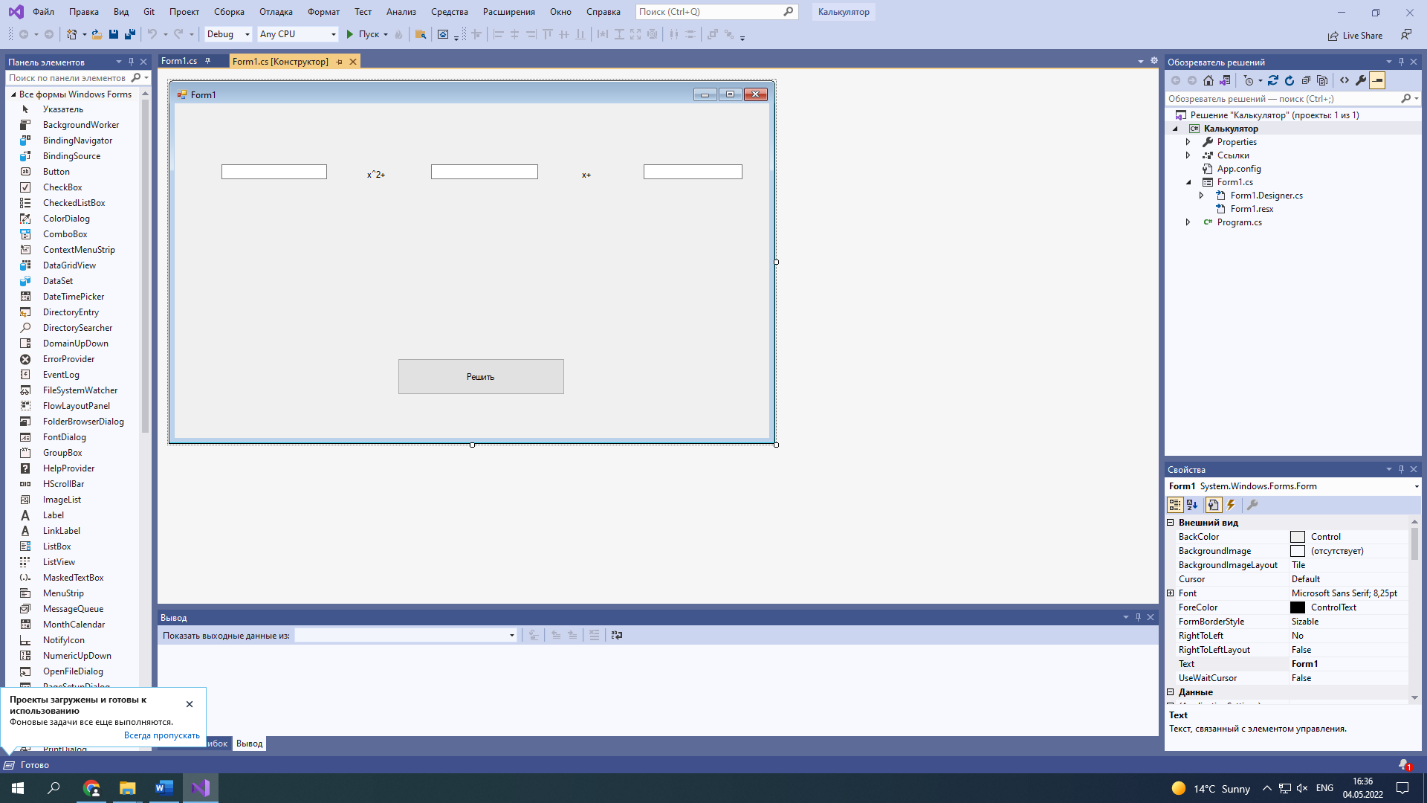 Файл Правка Вид Git Проект Сборка Отладка Формат Тест Анализ Средства Расширения Окно Справка Поиск (Ctrl+Q) Калькулятор
Debug Any CPU Пуск Live Share
Панель элементов
Поиск по панели элементов
Все формы Windows Forms
Указатель
BackgroundWorker
BindingNavigator
BindingSource
Button
CheckBox
CheckedListBox
ColorDialog
ComboBox
ContextMenuStrip
DataGridView
DataSet
DateTimePicker
DirectoryEntry
DirectorySearcher
DomainUpDown
ErrorProvider
EventLog
FileSystemWatcher
FlowLayoutPanel
FolderBrowserDialog
FontDialog
GroupBox
HelpProvider
HScrollBar
ImageList
Label
LinkLabel
ListBox
ListView
MaskedTextBox
MenuStrip
MessageQueue
MonthCalendar
NotifyIcon
NumericUpDown
OpenFileDialog
PageSetupDialog
Проекты загружены и готовы к
использованию
Фоновые задачи все еще выполняются.
Всегда пропускать
PrintDialog
Form1.cs Form1.cs [Конструктор]
Form1
x^2+ x+
Решить
Вывод
Показать выходные данные из:
Вывод
Обозреватель решений
Обозреватель решений — поиск (Ctrl+;)
Решение "Калькулятор" (проекты: 1 из 1)
Калькулятор
Properties
Ссылки
App.config
Form1.cs
Form1.Designer.cs
Form1.resx
Program.cs
Свойства
Form1 System.Windows.Forms.Form
Внешний вид
BackColor Control
BackgroundImage (отсутствует)
BackgroundImageLayout Tile
Cursor Default
Font Microsoft Sans Serif; 8,25pt
ForeColor ControlText
FormBorderStyle Sizable
RightToLeft No
RightToLeftLayout False
Text Form1
UseWaitCursor False
Данные
Text
Текст, связанный с элементом управления.
Готово 1
14°C Sunny ENG 16:36
04.05.2022